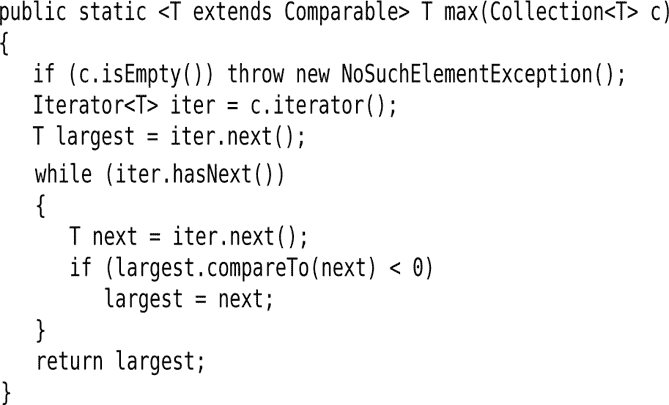 public static <T extends Comparable> T max(Collection<T> c)
{
if (c.isEmpty()) throw new NoSuchElementException();
Iterator<T> iter = c.iterator();
T largest = iter.next();
while (iter.hasNext())
{
T next = iter.next();
if (largest.compareTo(next) < 0)
largest = next;
}
return largest;
}